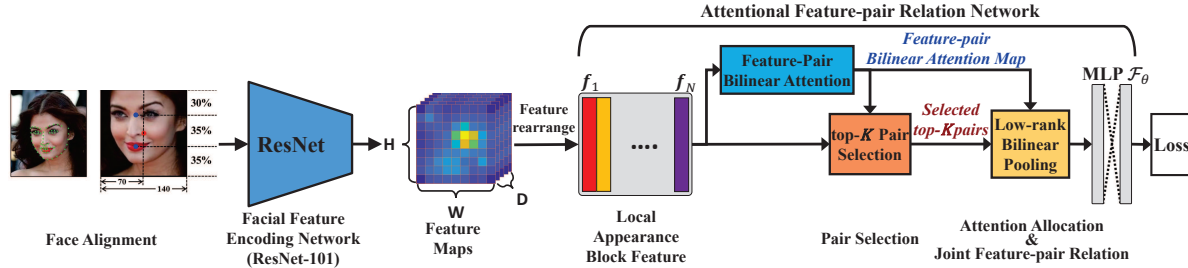 Attentional Feature-pair Relation Network
Feature-pair
Bilinear Attention Map
Feature-Pair
Bilinear Attention
MLP 𝓕θ
f1
fN
30%
35%
35%
70
140
ResNet
H
W
D
Feature
rearrange
....
top-K Pair
Selection
Selected
top-K pairs
Low-rank
Bilinear
Pooling
Loss
Face Alignment
Facial Feature
Encoding Network
(ResNet-101)
Feature
Maps
Local
Appearance
Block Feature
Pair Selection
Attention Allocation
&
Joint Feature-pair Relation